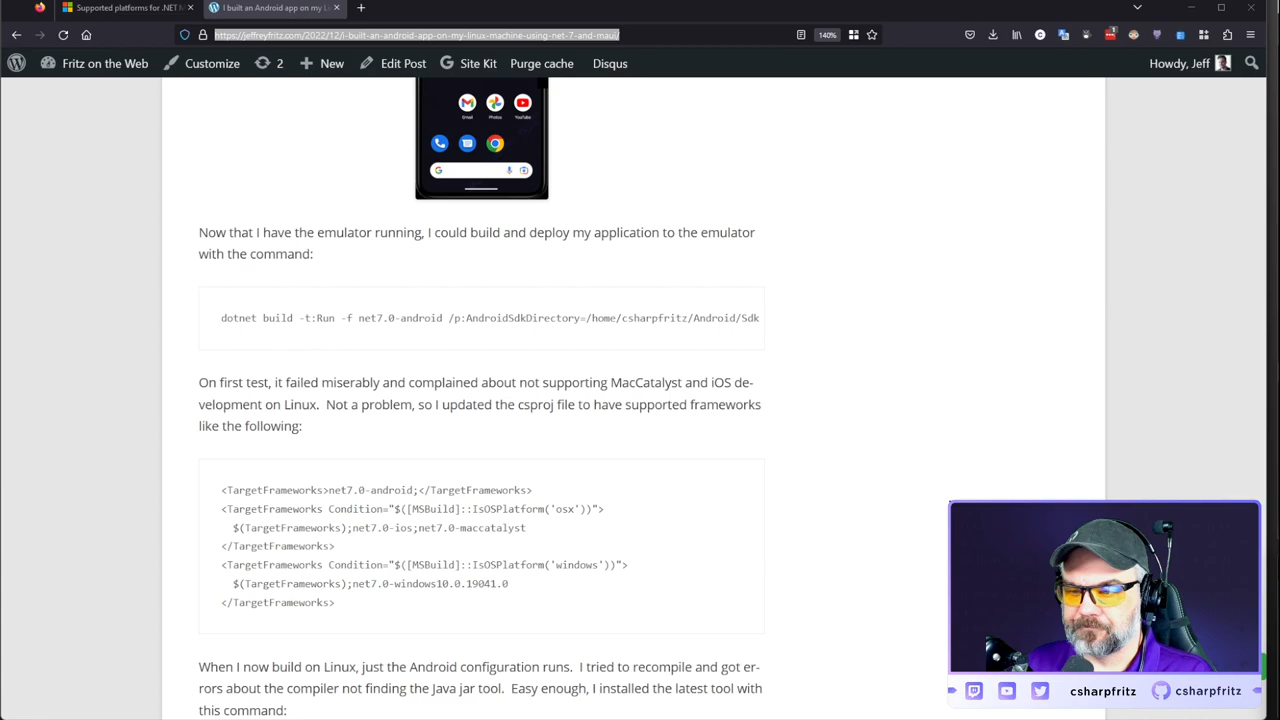 Supported platforms for .NET M
I built an Android app on my Li
https://jeffreyfritz.com/2022/12/i-built-an-android-app-on-my-linux-machine-using-net-7-and-maui/
140%
Fritz on the Web
Customize
2
New
Edit Post
Site Kit
Purge cache
Disqus
Howdy, Jeff
Gmail
Photos
YouTube
Now that I have the emulator running, I could build and deploy my application to the emulator
with the command:
dotnet build -t:Run -f net7.0-android /p:AndroidSdkDirectory=/home/csharpfritz/Android/Sdk
On first test, it failed miserably and complained about not supporting MacCatalyst and iOS de-
velopment on Linux. Not a problem, so I updated the csproj file to have supported frameworks
like the following:
<TargetFrameworks>net7.0-android;</TargetFrameworks>
<TargetFrameworks Condition="$([MSBuild]::IsOSPlatform('osx'))">
$(TargetFrameworks);net7.0-ios;net7.0-maccatalyst
</TargetFrameworks>
<TargetFrameworks Condition="$([MSBuild]::IsOSPlatform('windows'))">
$(TargetFrameworks);net7.0-windows10.0.19041.0
</TargetFrameworks>
When I now build on Linux, just the Android configuration runs. I tried to recompile and got er-
rors about the compiler not finding the Java jar tool. Easy enough, I installed the latest tool with
this command:
csharpfritz
csharpfritz